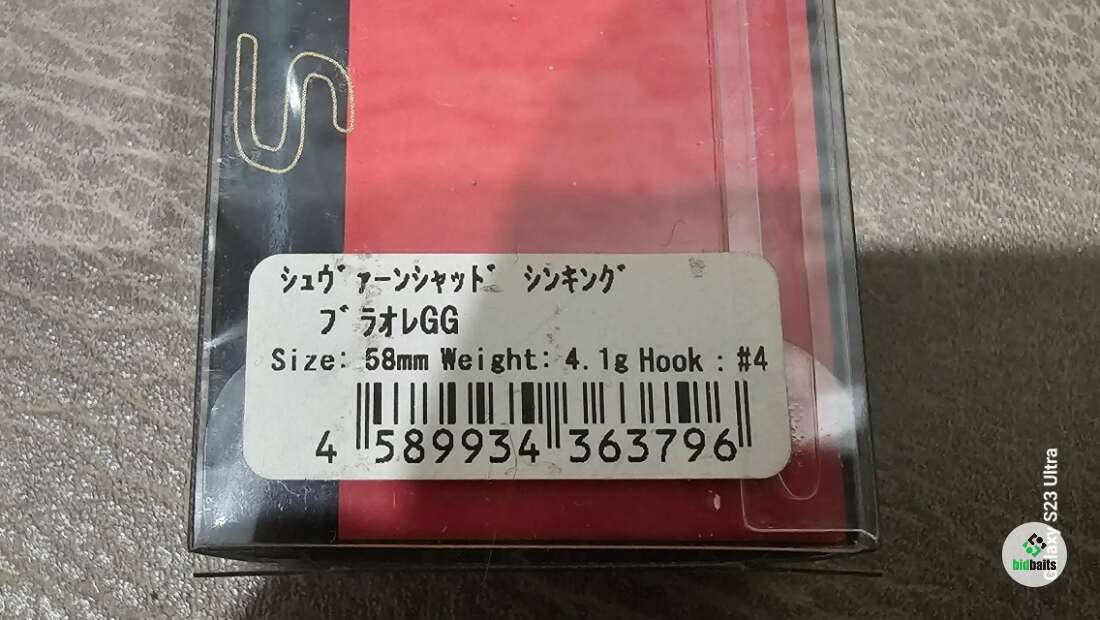 ｼｭｳﾞｧｰﾝｼｬｯﾄﾞ ｼﾝｷﾝｸﾞ
ﾌﾞﾗｵﾚGG
Size: 58mm Weight: 4.1g Hook : #4
4 589934 363796
Galaxy S23 Ultra
bidbaits